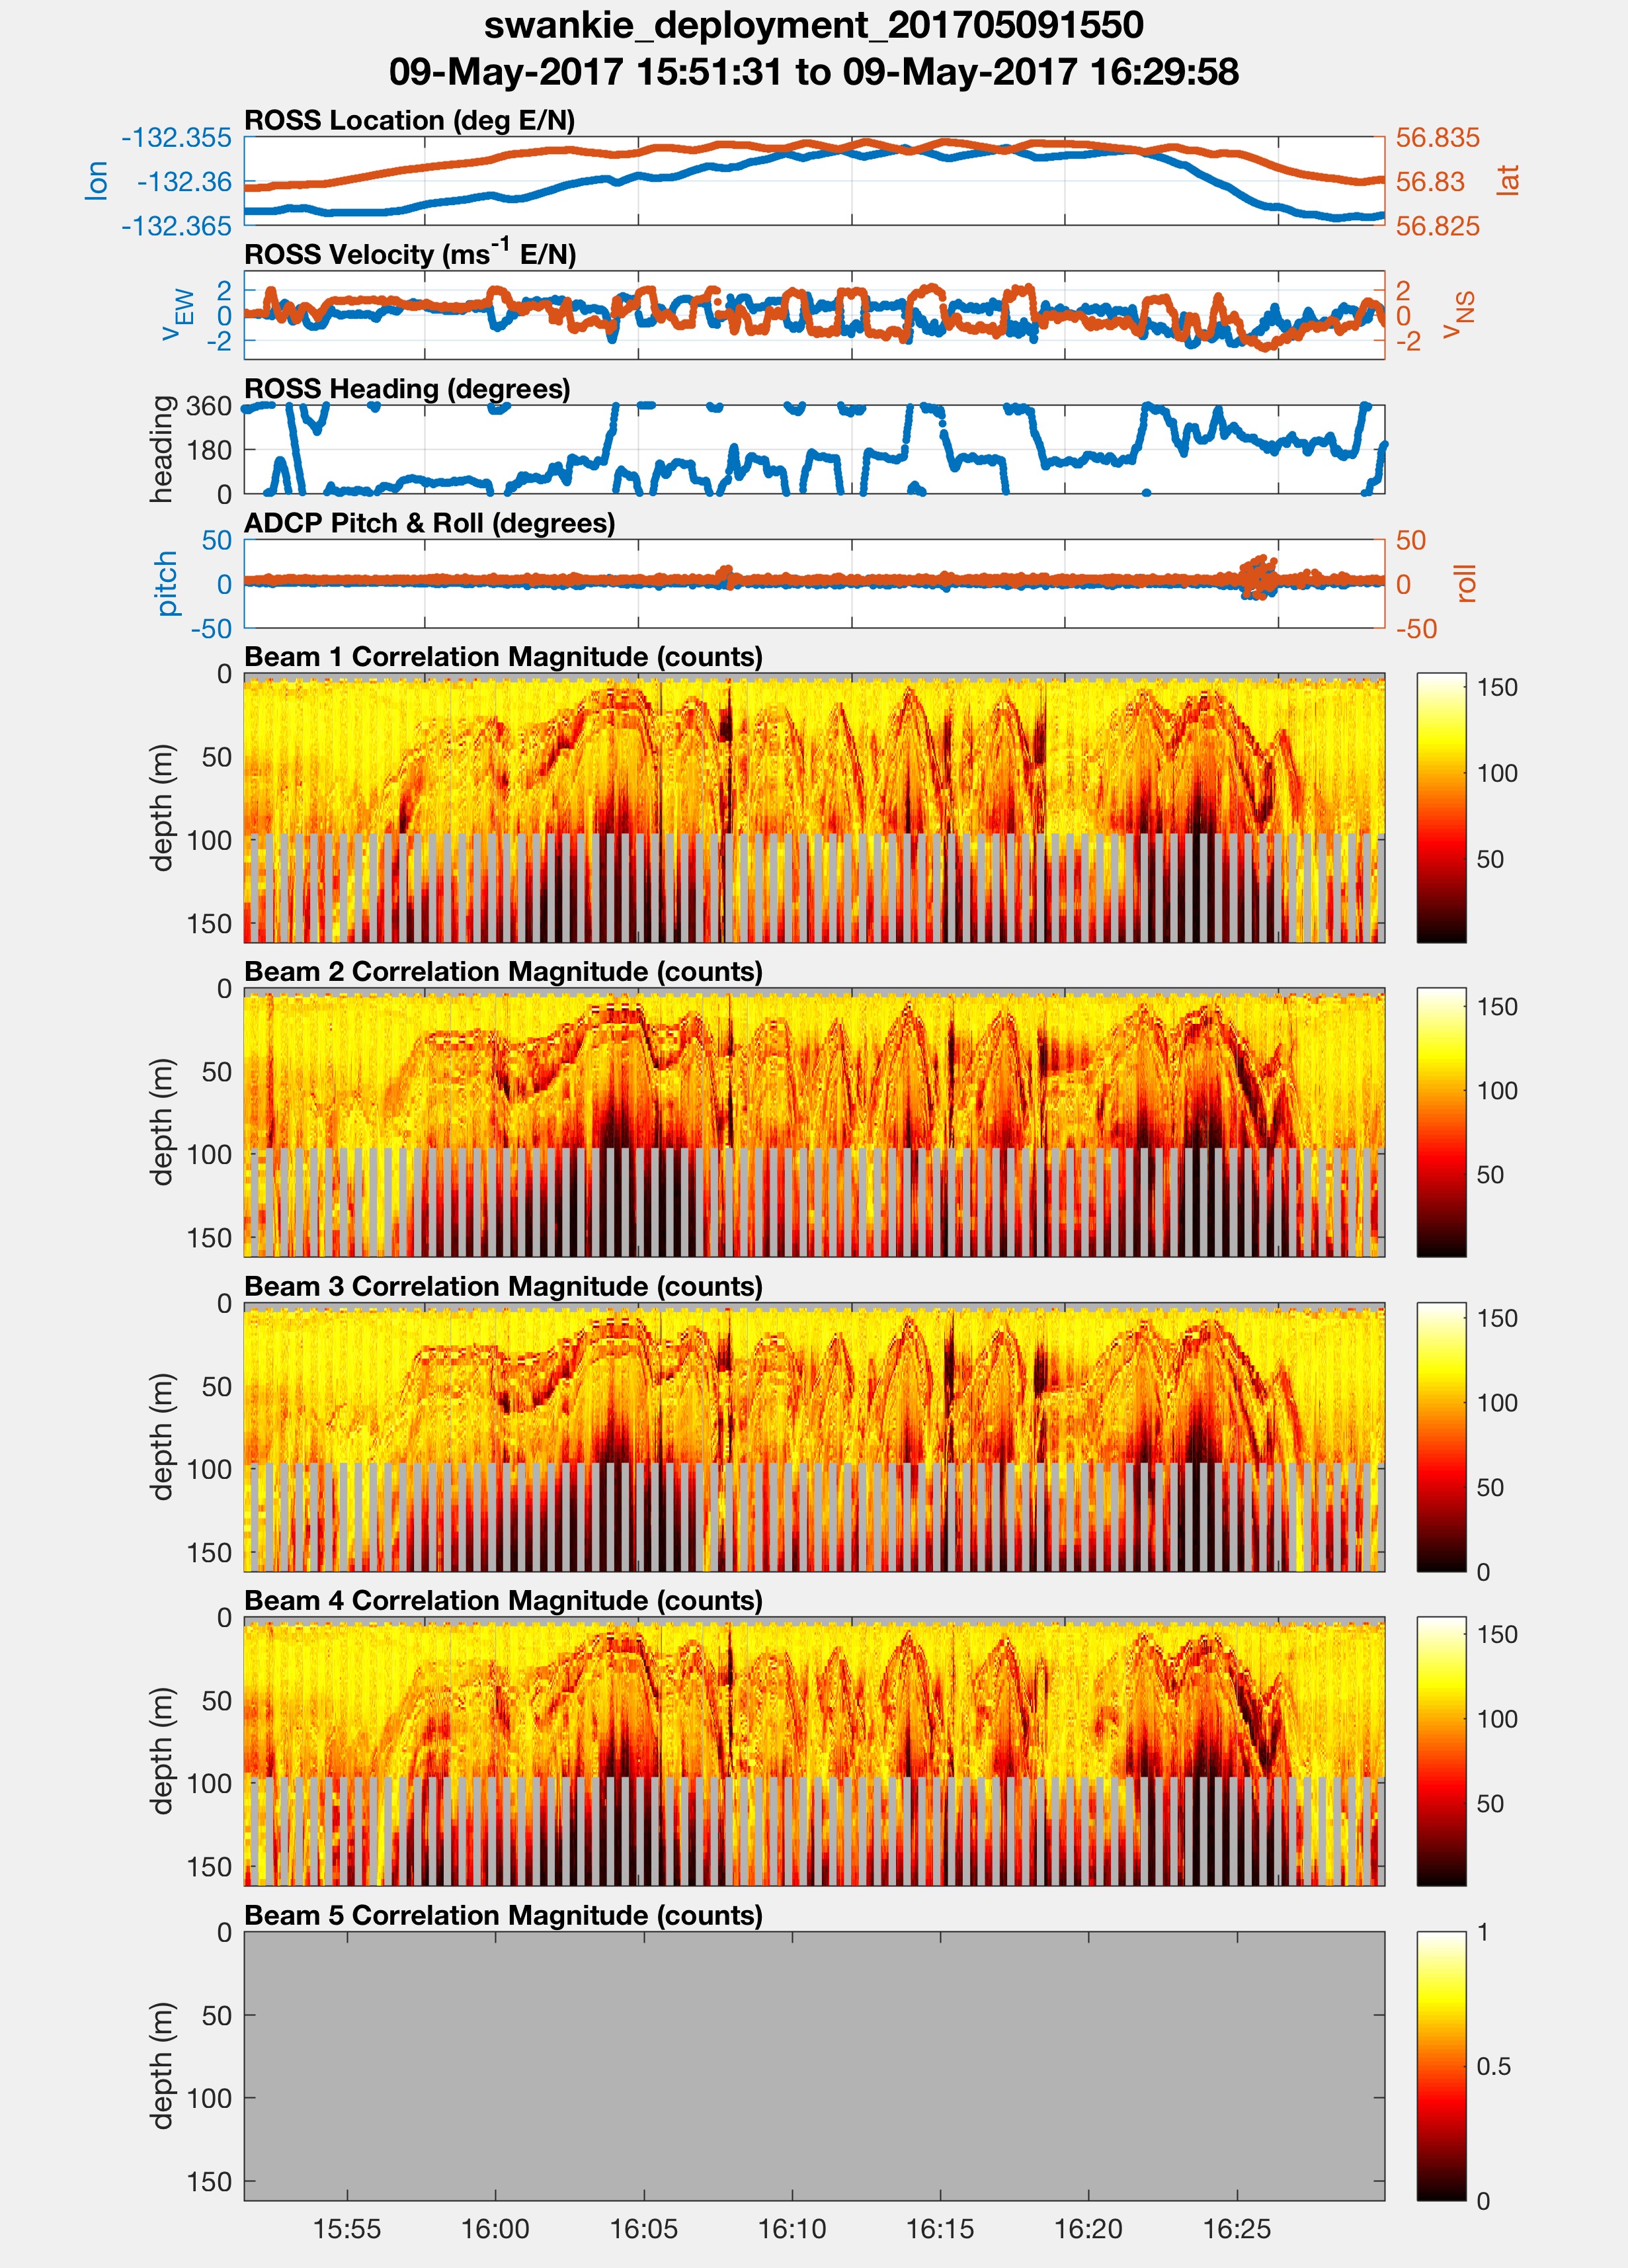 swankie_deployment_201705091550
09-May-2017 15:51:31 to 09-May-2017 16:29:58
ROSS Location (deg E/N)
-132.355
-132.36
-132.365
lon
56.835
56.83
56.825
lat
ROSS Velocity (ms-1 E/N)
2
0
-2
vEW
2
0
-2
vNS
ROSS Heading (degrees)
360
180
0
heading
ADCP Pitch & Roll (degrees)
50
0
-50
pitch
50
0
-50
roll
Beam 1 Correlation Magnitude (counts)
0
50
100
150
depth (m)
150
100
50
Beam 2 Correlation Magnitude (counts)
0
50
100
150
depth (m)
150
100
50
Beam 3 Correlation Magnitude (counts)
0
50
100
150
depth (m)
150
100
50
0
Beam 4 Correlation Magnitude (counts)
0
50
100
150
depth (m)
150
100
50
Beam 5 Correlation Magnitude (counts)
0
50
100
150
depth (m)
1
0.5
0
15:55 16:00 16:05 16:10 16:15 16:20 16:25